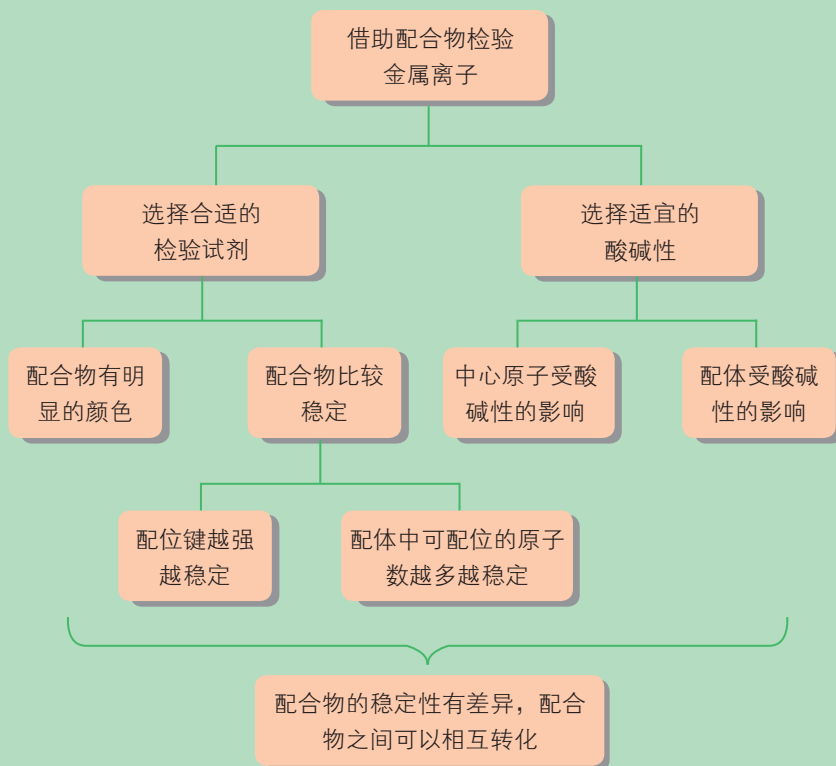 借助配合物检验
金属离子
选择合适的
检验试剂
选择适宜的
酸碱性
配合物有明
显的颜色
配合物比较
稳定
中心原子受酸
碱性的影响
配体受酸碱
性的影响
配位键越强
越稳定
配体中可配位的原子
数越多越稳定
配合物的稳定性有差异，配合
物之间可以相互转化